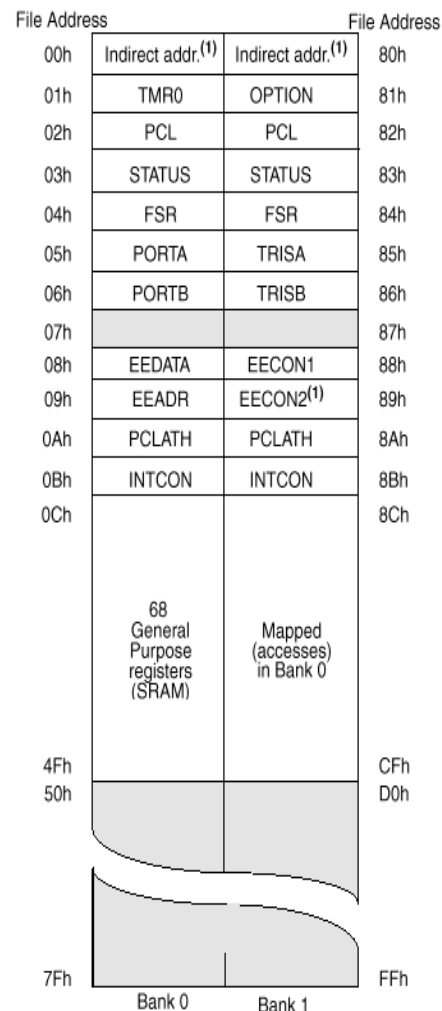 File Address File Address
00h Indirect addr.(1) Indirect addr.(1) 80h
01h TMR0 OPTION 81h
02h PCL PCL 82h
03h STATUS STATUS 83h
04h FSR FSR 84h
05h PORTA TRISA 85h
06h PORTB TRISB 86h
07h 87h
08h EEDATA EECON1 88h
09h EEADR EECON2(1) 89h
0Ah PCLATH PCLATH 8Ah
0Bh INTCON INTCON 8Bh
0Ch 8Ch
68
General
Purpose
registers
(SRAM)
Mapped
(accesses)
in Bank 0
4Fh CFh
50h D0h
7Fh FFh
Bank 0 Bank 1